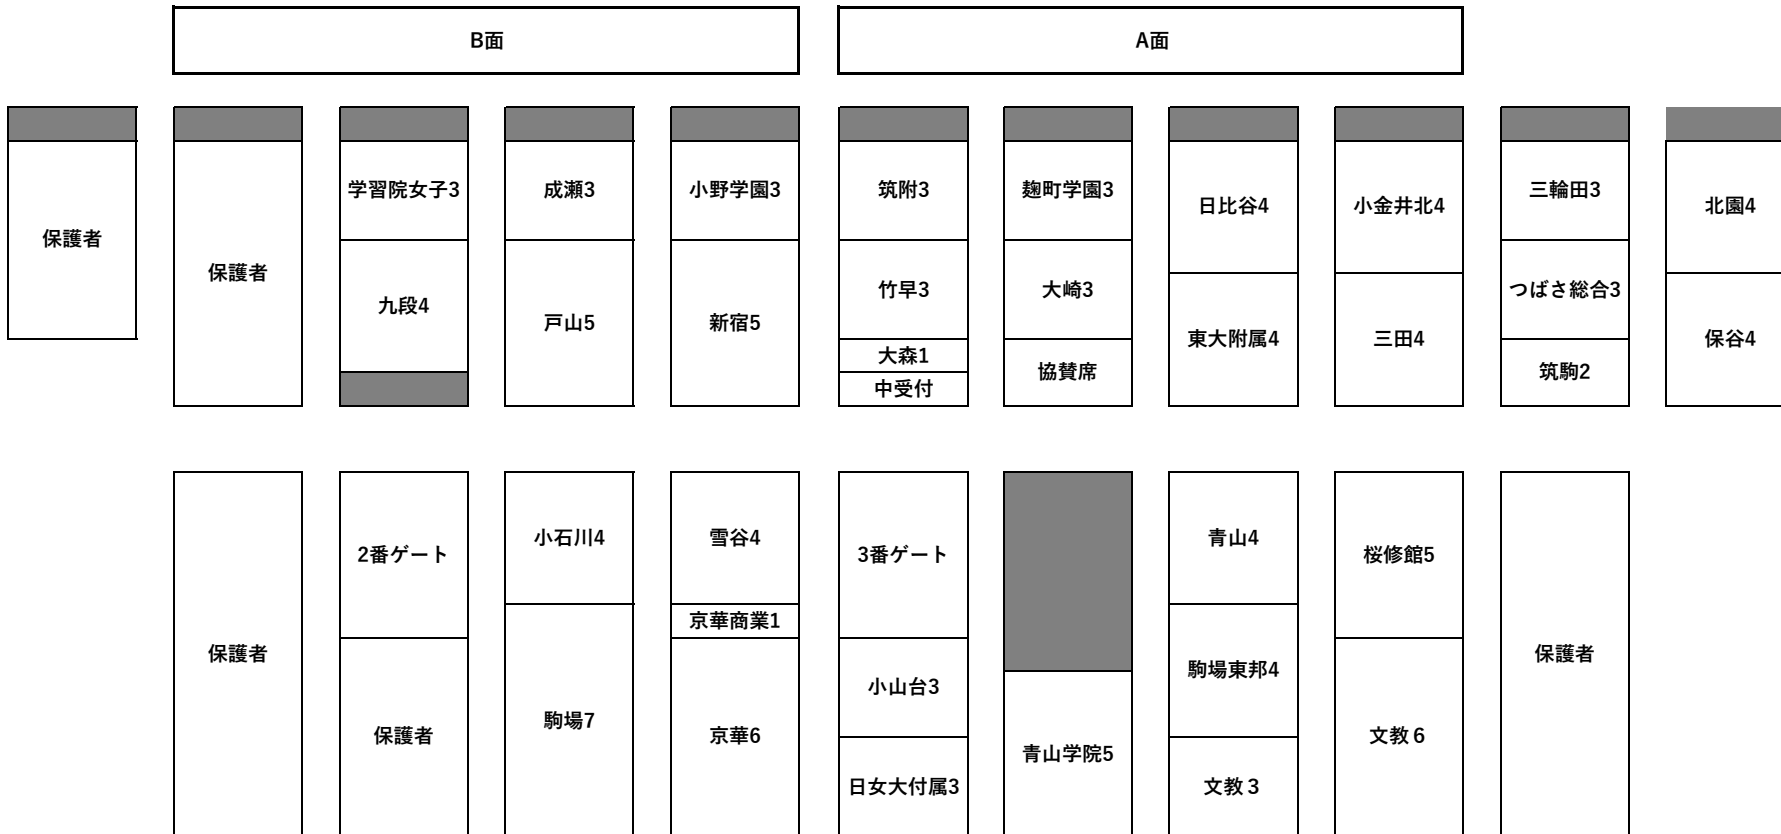 B面
A面
保護者
保護者
学習院女子3
九段4
成瀬3
戸山5
小野学園3
新宿5
筑附3
竹早3
大森1
中受付
麹町学園3
大崎3
協賛席
日比谷4
東大附属4
小金井北4
三田4
三輪田3
つばさ総合3
筑駒2
北園4
保谷4
保護者
2番ゲート
保護者
小石川4
駒場7
雪谷4
京華商業1
京華6
3番ゲート
小山台3
日女大付属3
青山学院5
青山4
駒場東邦4
文教３
桜修館5
文教６
保護者